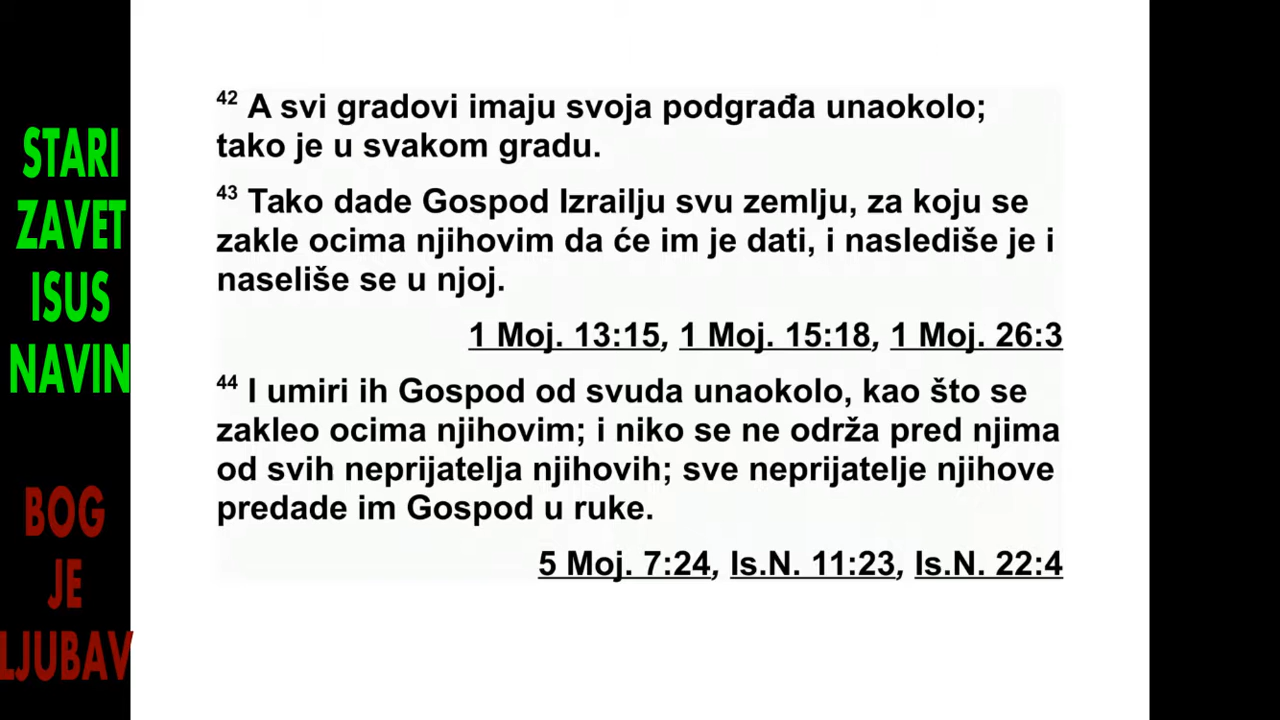 STARI
ZAVET
ISUS
NAVIN
BOG
JE
LJUBAV
42 A svi gradovi imaju svoja podgrađa unaokolo;
tako je u svakom gradu.
43 Tako dade Gospod Izrailju svu zemlju, za koju se
zakle ocima njihovim da će im je dati, i naslediše je i
naseliše se u njoj.
1 Moj. 13:15, 1 Moj. 15:18, 1 Moj. 26:3
44 I umiri ih Gospod od svuda unaokolo, kao što se
zakleo ocima njihovim; i niko se ne održa pred njima
od svih neprijatelja njihovih; sve neprijatelje njihove
predade im Gospod u ruke.
5 Moj. 7:24, Is.N. 11:23, Is.N. 22:4